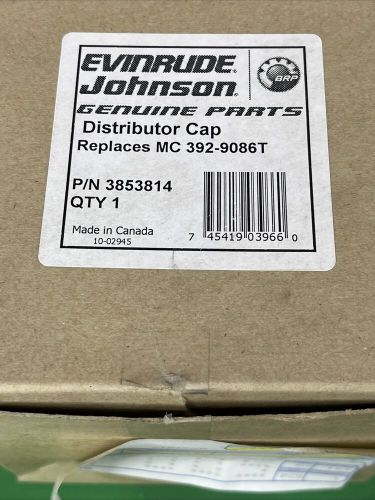 EVINRUDE
Johnson
BRP
GENUINE PARTS
Distributor Cap
Replaces MC 392-9086T
P/N 3853814
QTY 1
Made in Canada
10-02945
7 45419 03966 0